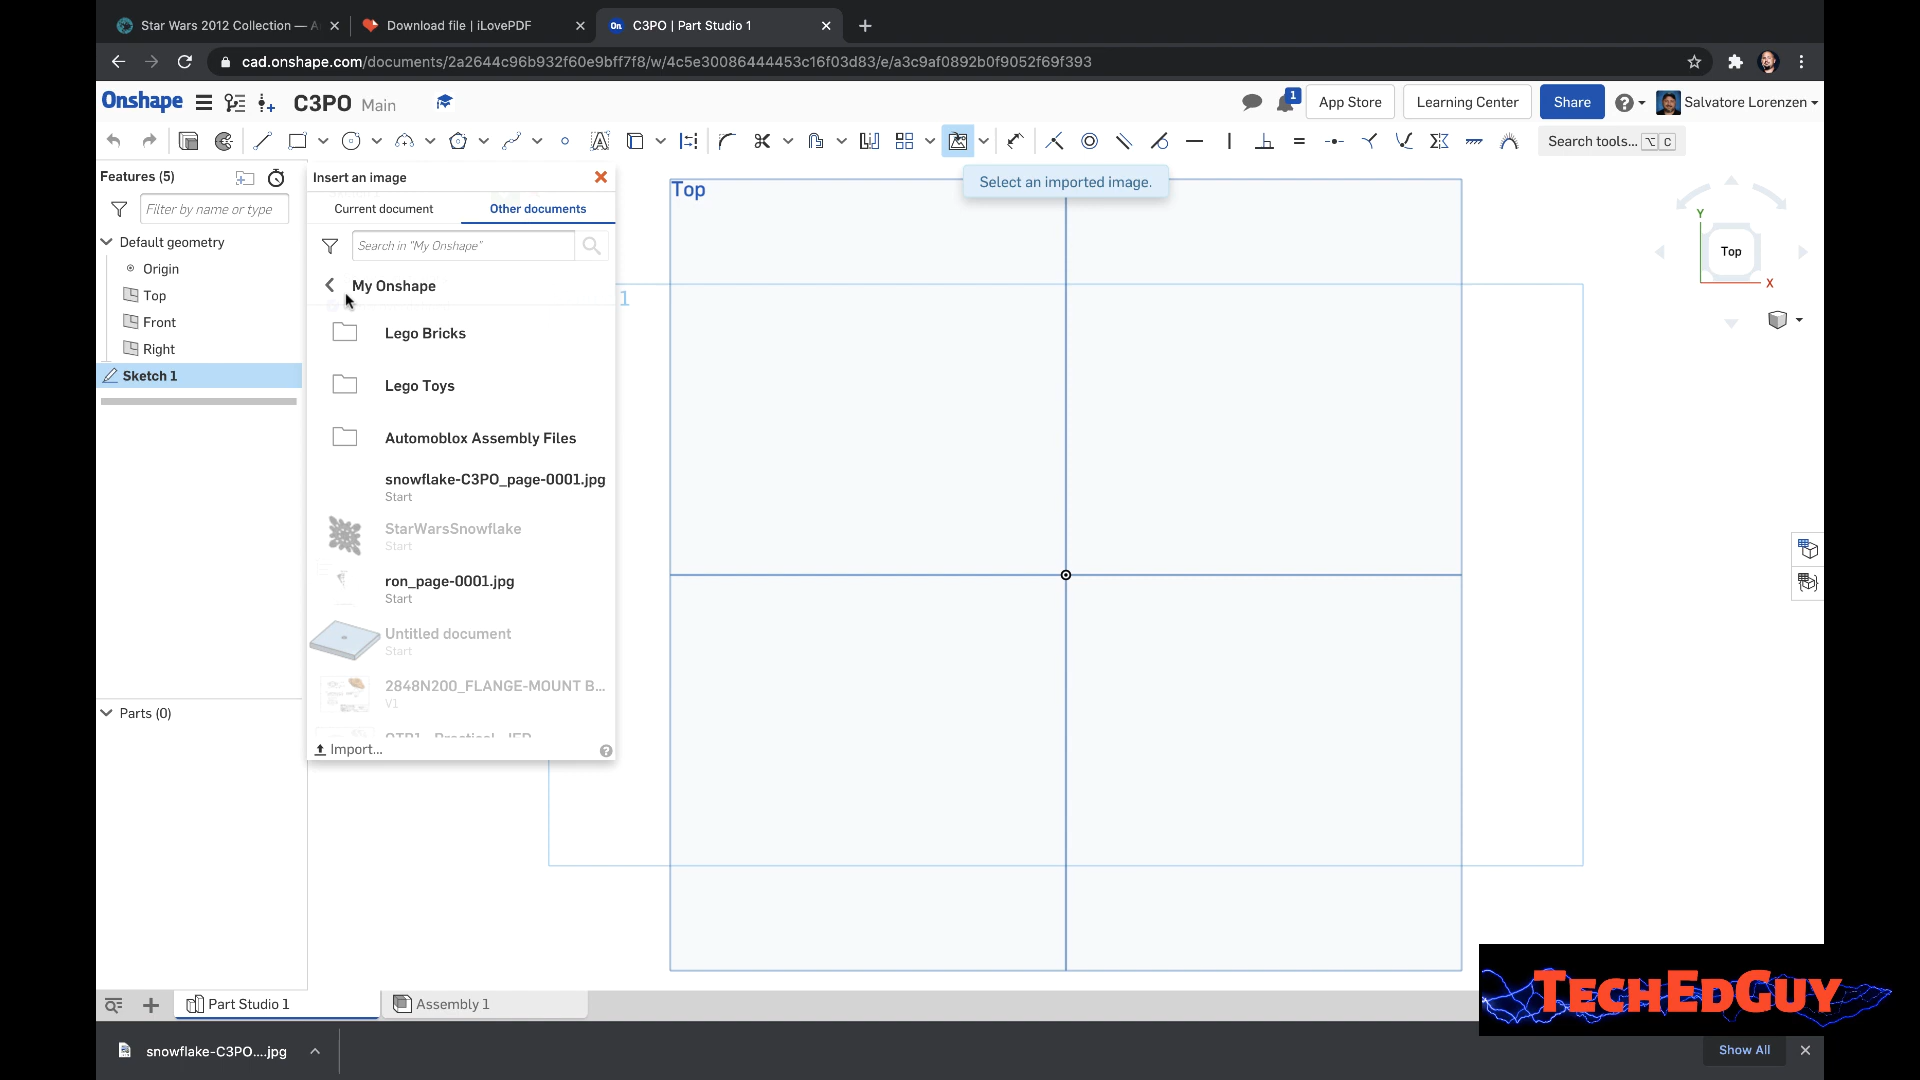 Star Wars 2012 Collection — A
Download file | iLovePDF
On C3PO | Part Studio 1
cad.onshape.com/documents/2a2644c96b932f60e9bff7f8/w/4c5e30086444453c16f03d83/e/a3c9af0892b0f9052f69f393
Onshape C3PO Main
1 App Store Learning Center Share Salvatore Lorenzen
Search tools... ⌥ C
Features (5)
Filter by name or type
Default geometry
Origin
Top
Front
Right
Sketch 1
Parts (0)
Insert an image
Current document Other documents
Search in "My Onshape"
My Onshape
Lego Bricks
Lego Toys
Automoblox Assembly Files
snowflake-C3PO_page-0001.jpg
Start
StarWarsSnowflake
Start
ron_page-0001.jpg
Start
Untitled document
Start
2848N200_FLANGE-MOUNT B...
V1
Import...
Top
Select an imported image.
1
Y
Top
X
Part Studio 1
Assembly 1
TECHEDGUY
snowflake-C3PO....jpg
Show All